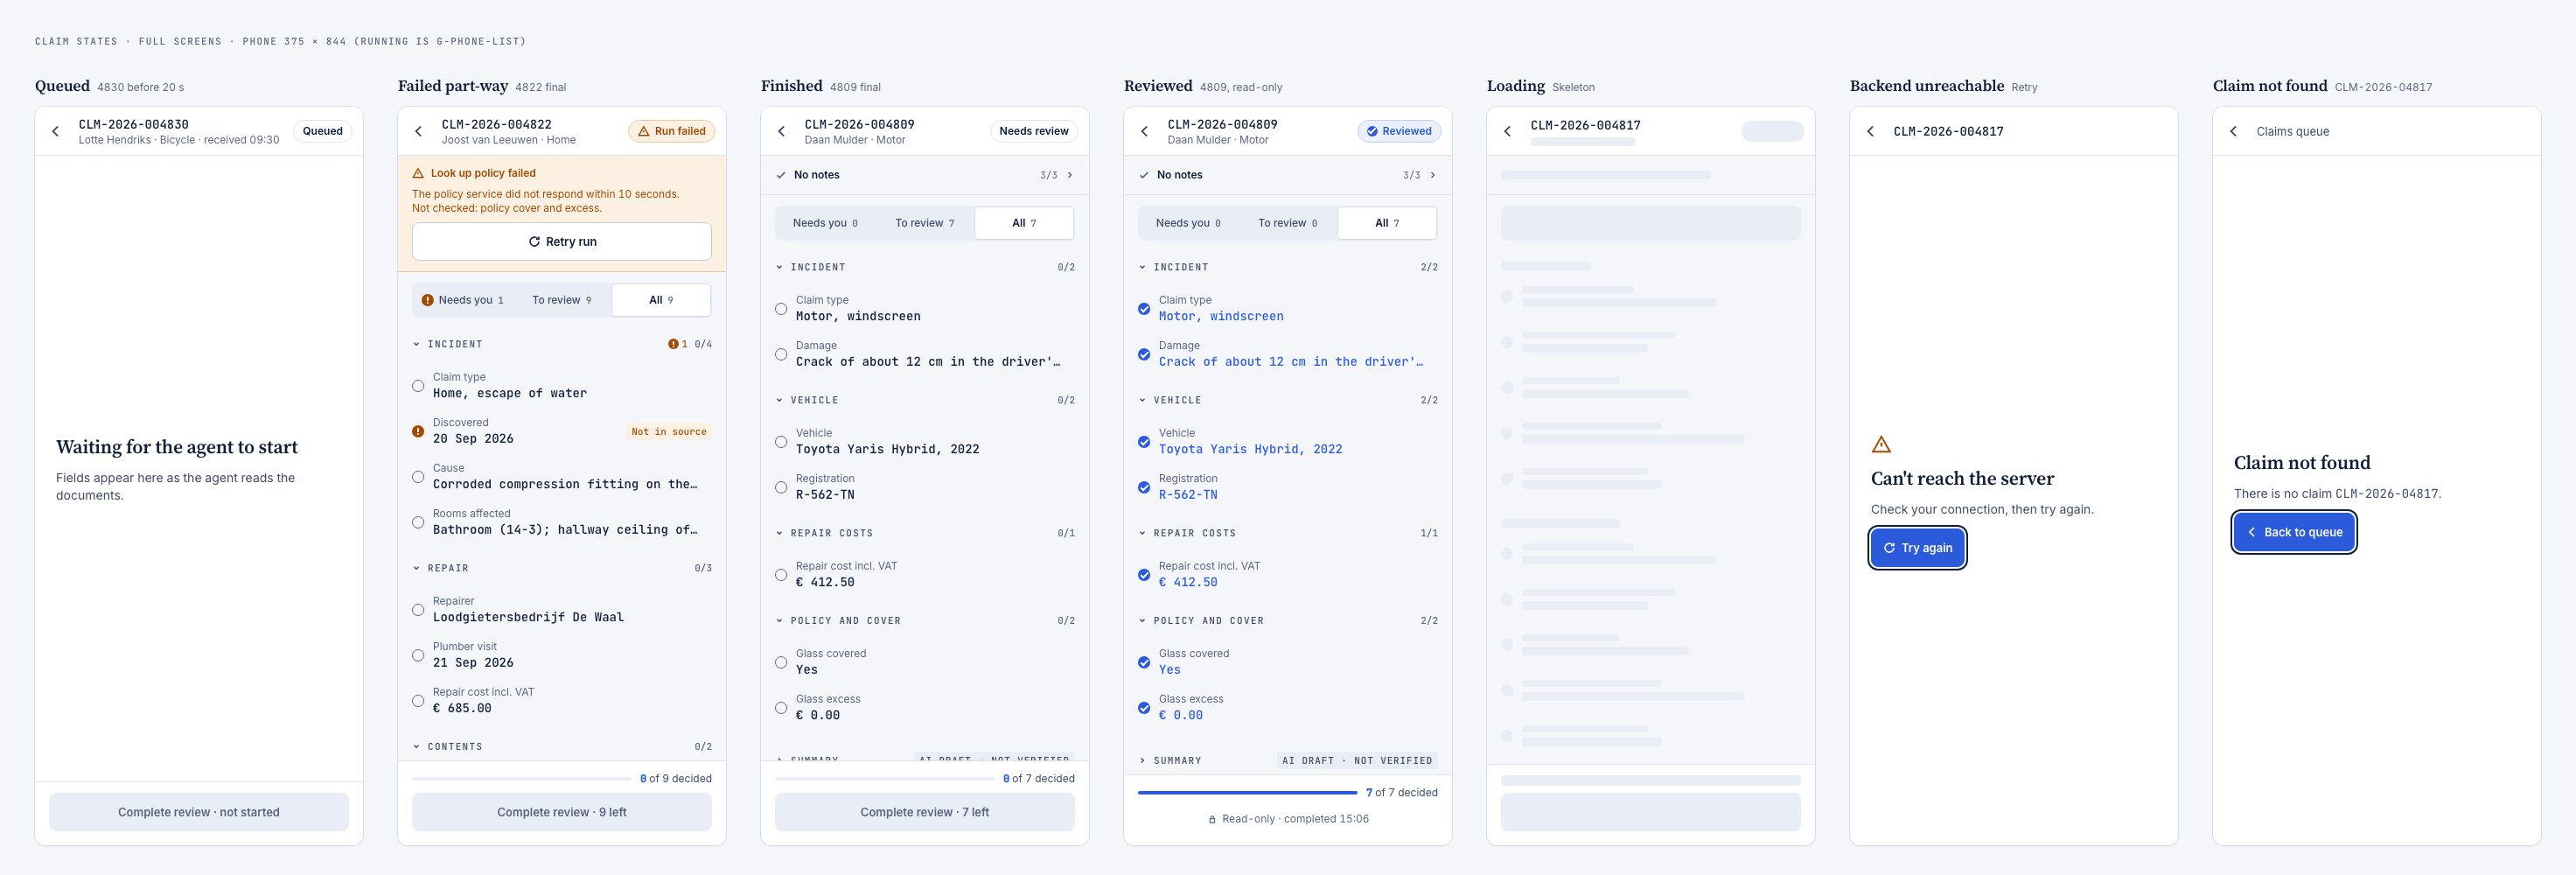 CLAIM STATES · FULL SCREENS · PHONE 375 × 844 (RUNNING IS G-PHONE-LIST)
Queued 4830 before 20 s
CLM-2026-004830
Lotte Hendriks · Bicycle · received 09:30
Queued
Waiting for the agent to start
Fields appear here as the agent reads the
documents.
Complete review · not started
Failed part-way 4822 final
CLM-2026-004822
Joost van Leeuwen · Home
Run failed
Look up policy failed
The policy service did not respond within 10 seconds.
Not checked: policy cover and excess.
Retry run
Needs you 1 To review 9 All 9
INCIDENT 1 0/4
Claim type
Home, escape of water
Discovered
20 Sep 2026
Not in source
Cause
Corroded compression fitting on the…
Rooms affected
Bathroom (14-3); hallway ceiling of…
REPAIR 0/3
Repairer
Loodgietersbedrijf De Waal
Plumber visit
21 Sep 2026
Repair cost incl. VAT
€ 685.00
CONTENTS 0/2
0 of 9 decided
Complete review · 9 left
Finished 4809 final
CLM-2026-004809
Daan Mulder · Motor
Needs review
No notes 3/3
Needs you 0 To review 7 All 7
INCIDENT 0/2
Claim type
Motor, windscreen
Damage
Crack of about 12 cm in the driver'…
VEHICLE 0/2
Vehicle
Toyota Yaris Hybrid, 2022
Registration
R-562-TN
REPAIR COSTS 0/1
Repair cost incl. VAT
€ 412.50
POLICY AND COVER 0/2
Glass covered
Yes
Glass excess
€ 0.00
SUMMARY AI DRAFT · NOT VERIFIED
0 of 7 decided
Complete review · 7 left
Reviewed 4809, read-only
CLM-2026-004809
Daan Mulder · Motor
Reviewed
No notes 3/3
Needs you 0 To review 0 All 7
INCIDENT 2/2
Claim type
Motor, windscreen
Damage
Crack of about 12 cm in the driver'…
VEHICLE 2/2
Vehicle
Toyota Yaris Hybrid, 2022
Registration
R-562-TN
REPAIR COSTS 1/1
Repair cost incl. VAT
€ 412.50
POLICY AND COVER 2/2
Glass covered
Yes
Glass excess
€ 0.00
SUMMARY AI DRAFT · NOT VERIFIED
7 of 7 decided
Read-only · completed 15:06
Loading Skeleton
CLM-2026-004817
Backend unreachable Retry
CLM-2026-004817
Can't reach the server
Check your connection, then try again.
Try again
Claim not found CLM-2026-04817
Claims queue
Claim not found
There is no claim CLM-2026-04817.
Back to queue